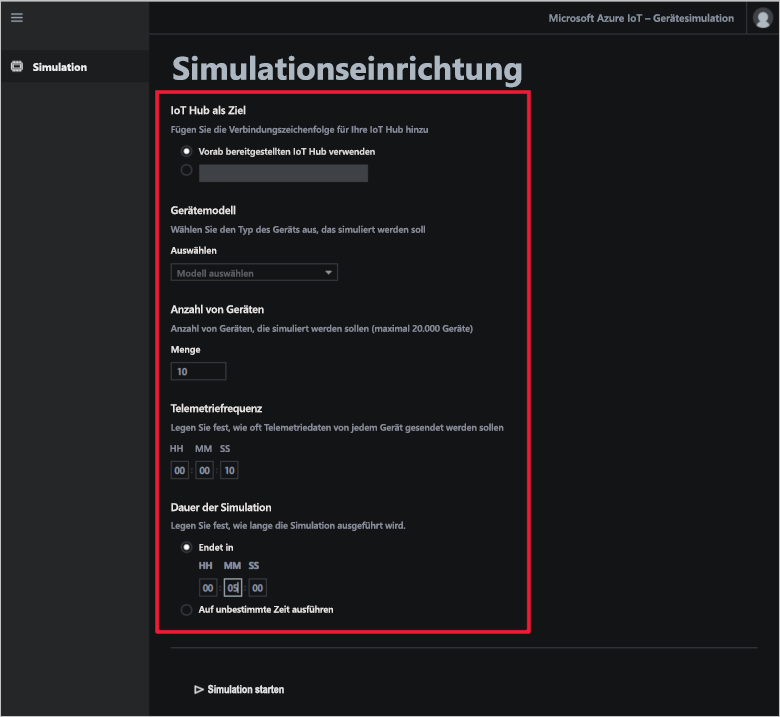 Microsoft Azure IoT – Gerätesimulation
Simulation
Simulationseinrichtung
IoT Hub als Ziel
Fügen Sie die Verbindungszeichenfolge für Ihre IoT Hub hinzu
Vorab bereitgestellten IoT Hub verwenden
Gerätemodell
Wählen Sie den Typ des Geräts aus, das simuliert werden soll
Auswählen
Modell auswählen
Anzahl von Geräten
Anzahl von Geräten, die simuliert werden sollen (maximal 20.000 Geräte)
Menge
10
Telemetriefrequenz
Legen Sie fest, wie oft Telemetriedaten von jedem Gerät gesendet werden sollen
HH MM SS
00 : 00 : 10
Dauer der Simulation
Legen Sie fest, wie lange die Simulation ausgeführt wird.
Endet in
HH MM SS
00 : 05 : 00
Auf unbestimmte Zeit ausführen
Simulation starten